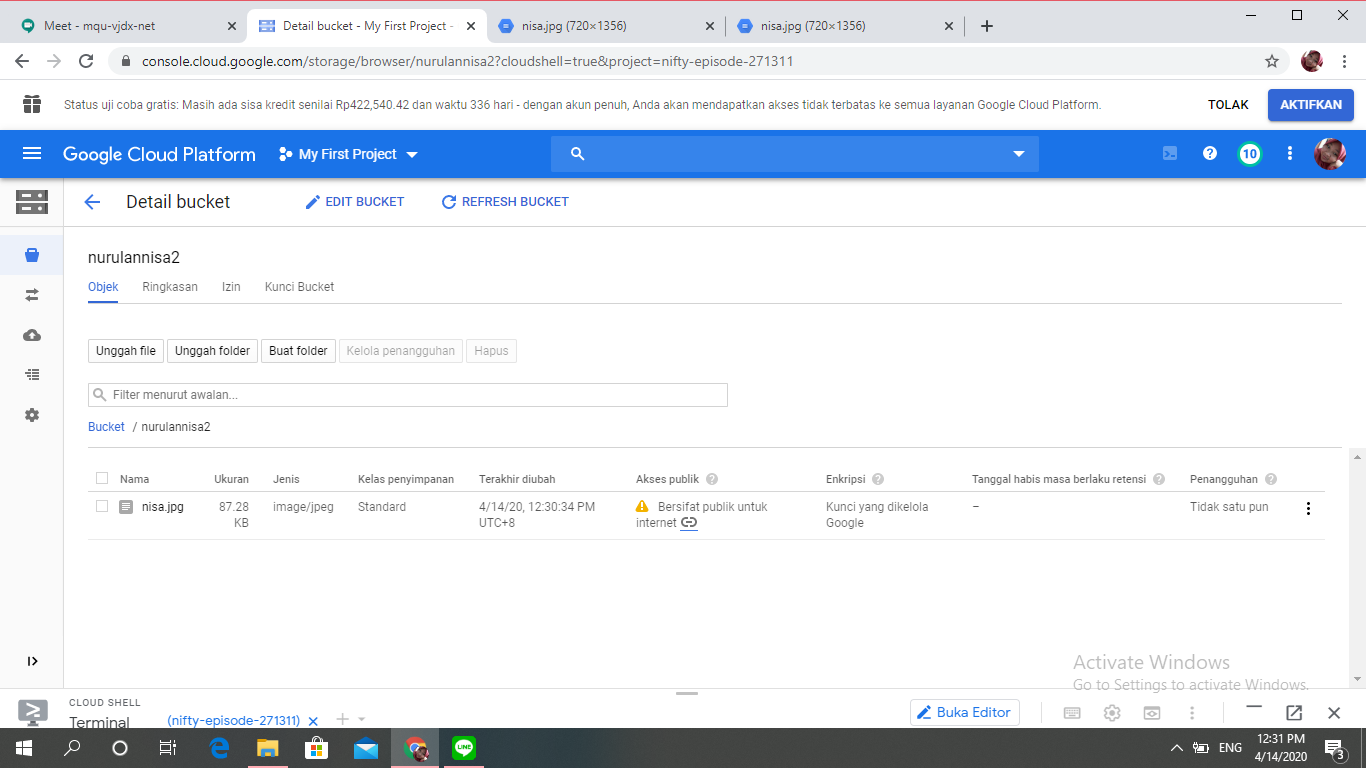 Meet - mqu-vjdx-net
Detail bucket - My First Project -
nisa.jpg (720×1356)
nisa.jpg (720×1356)
console.cloud.google.com/storage/browser/nurulannisa2?cloudshell=true&project=nifty-episode-271311
Status uji coba gratis: Masih ada sisa kredit senilai Rp422,540.42 dan waktu 336 hari - dengan akun penuh, Anda akan mendapatkan akses tidak terbatas ke semua layanan Google Cloud Platform.
TOLAK
AKTIFKAN
Google Cloud Platform
My First Project
10
Detail bucket
EDIT BUCKET
REFRESH BUCKET
nurulannisa2
Objek Ringkasan Izin Kunci Bucket
Unggah file Unggah folder Buat folder Kelola penangguhan Hapus
Filter menurut awalan...
Bucket / nurulannisa2
Nama Ukuran Jenis Kelas penyimpanan Terakhir diubah Akses publik Enkripsi Tanggal habis masa berlaku retensi Penangguhan
nisa.jpg 87.28 image/jpeg Standard 4/14/20, 12:30:34 PM Bersifat publik untuk Kunci yang dikelola – Tidak satu pun
KB UTC+8 internet Google
Activate Windows
Go to Settings to activate Windows.
CLOUD SHELL
Terminal (nifty-episode-271311) Buka Editor
LINE
ENG
12:31 PM
4/14/2020
3